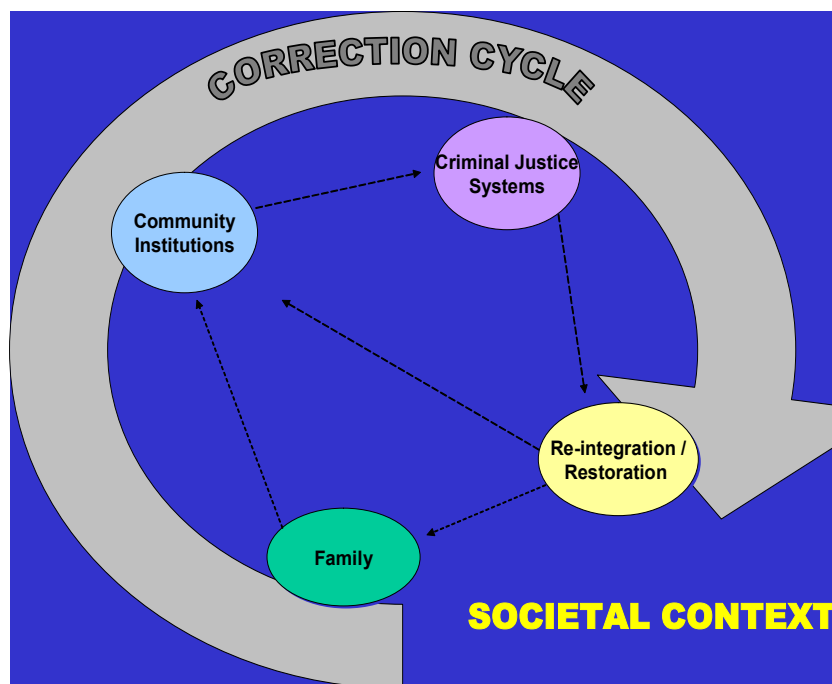 CORRECTION CYCLE
Criminal Justice
Systems
Community
Institutions
Re-integration /
Restoration
Family
SOCIETAL CONTEXT